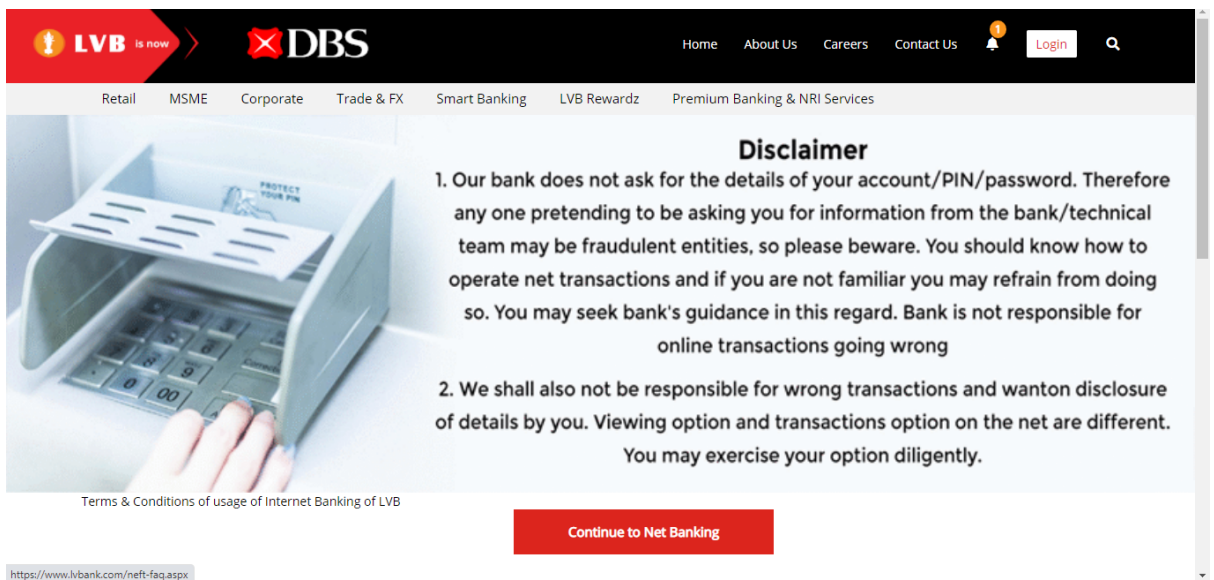 LVB is now DBS
Home About Us Careers Contact Us 1 Login
Retail MSME Corporate Trade & FX Smart Banking LVB Rewardz Premium Banking & NRI Services
PROTECT
YOUR PIN
Disclaimer
1. Our bank does not ask for the details of your account/PIN/password. Therefore
any one pretending to be asking you for information from the bank/technical
team may be fraudulent entities, so please beware. You should know how to
operate net transactions and if you are not familiar you may refrain from doing
so. You may seek bank's guidance in this regard. Bank is not responsible for
online transactions going wrong
2. We shall also not be responsible for wrong transactions and wanton disclosure
of details by you. Viewing option and transactions option on the net are different.
You may exercise your option diligently.
9
0 00
Terms & Conditions of usage of Internet Banking of LVB
Continue to Net Banking
https://www.lvbank.com/neft-faq.aspx